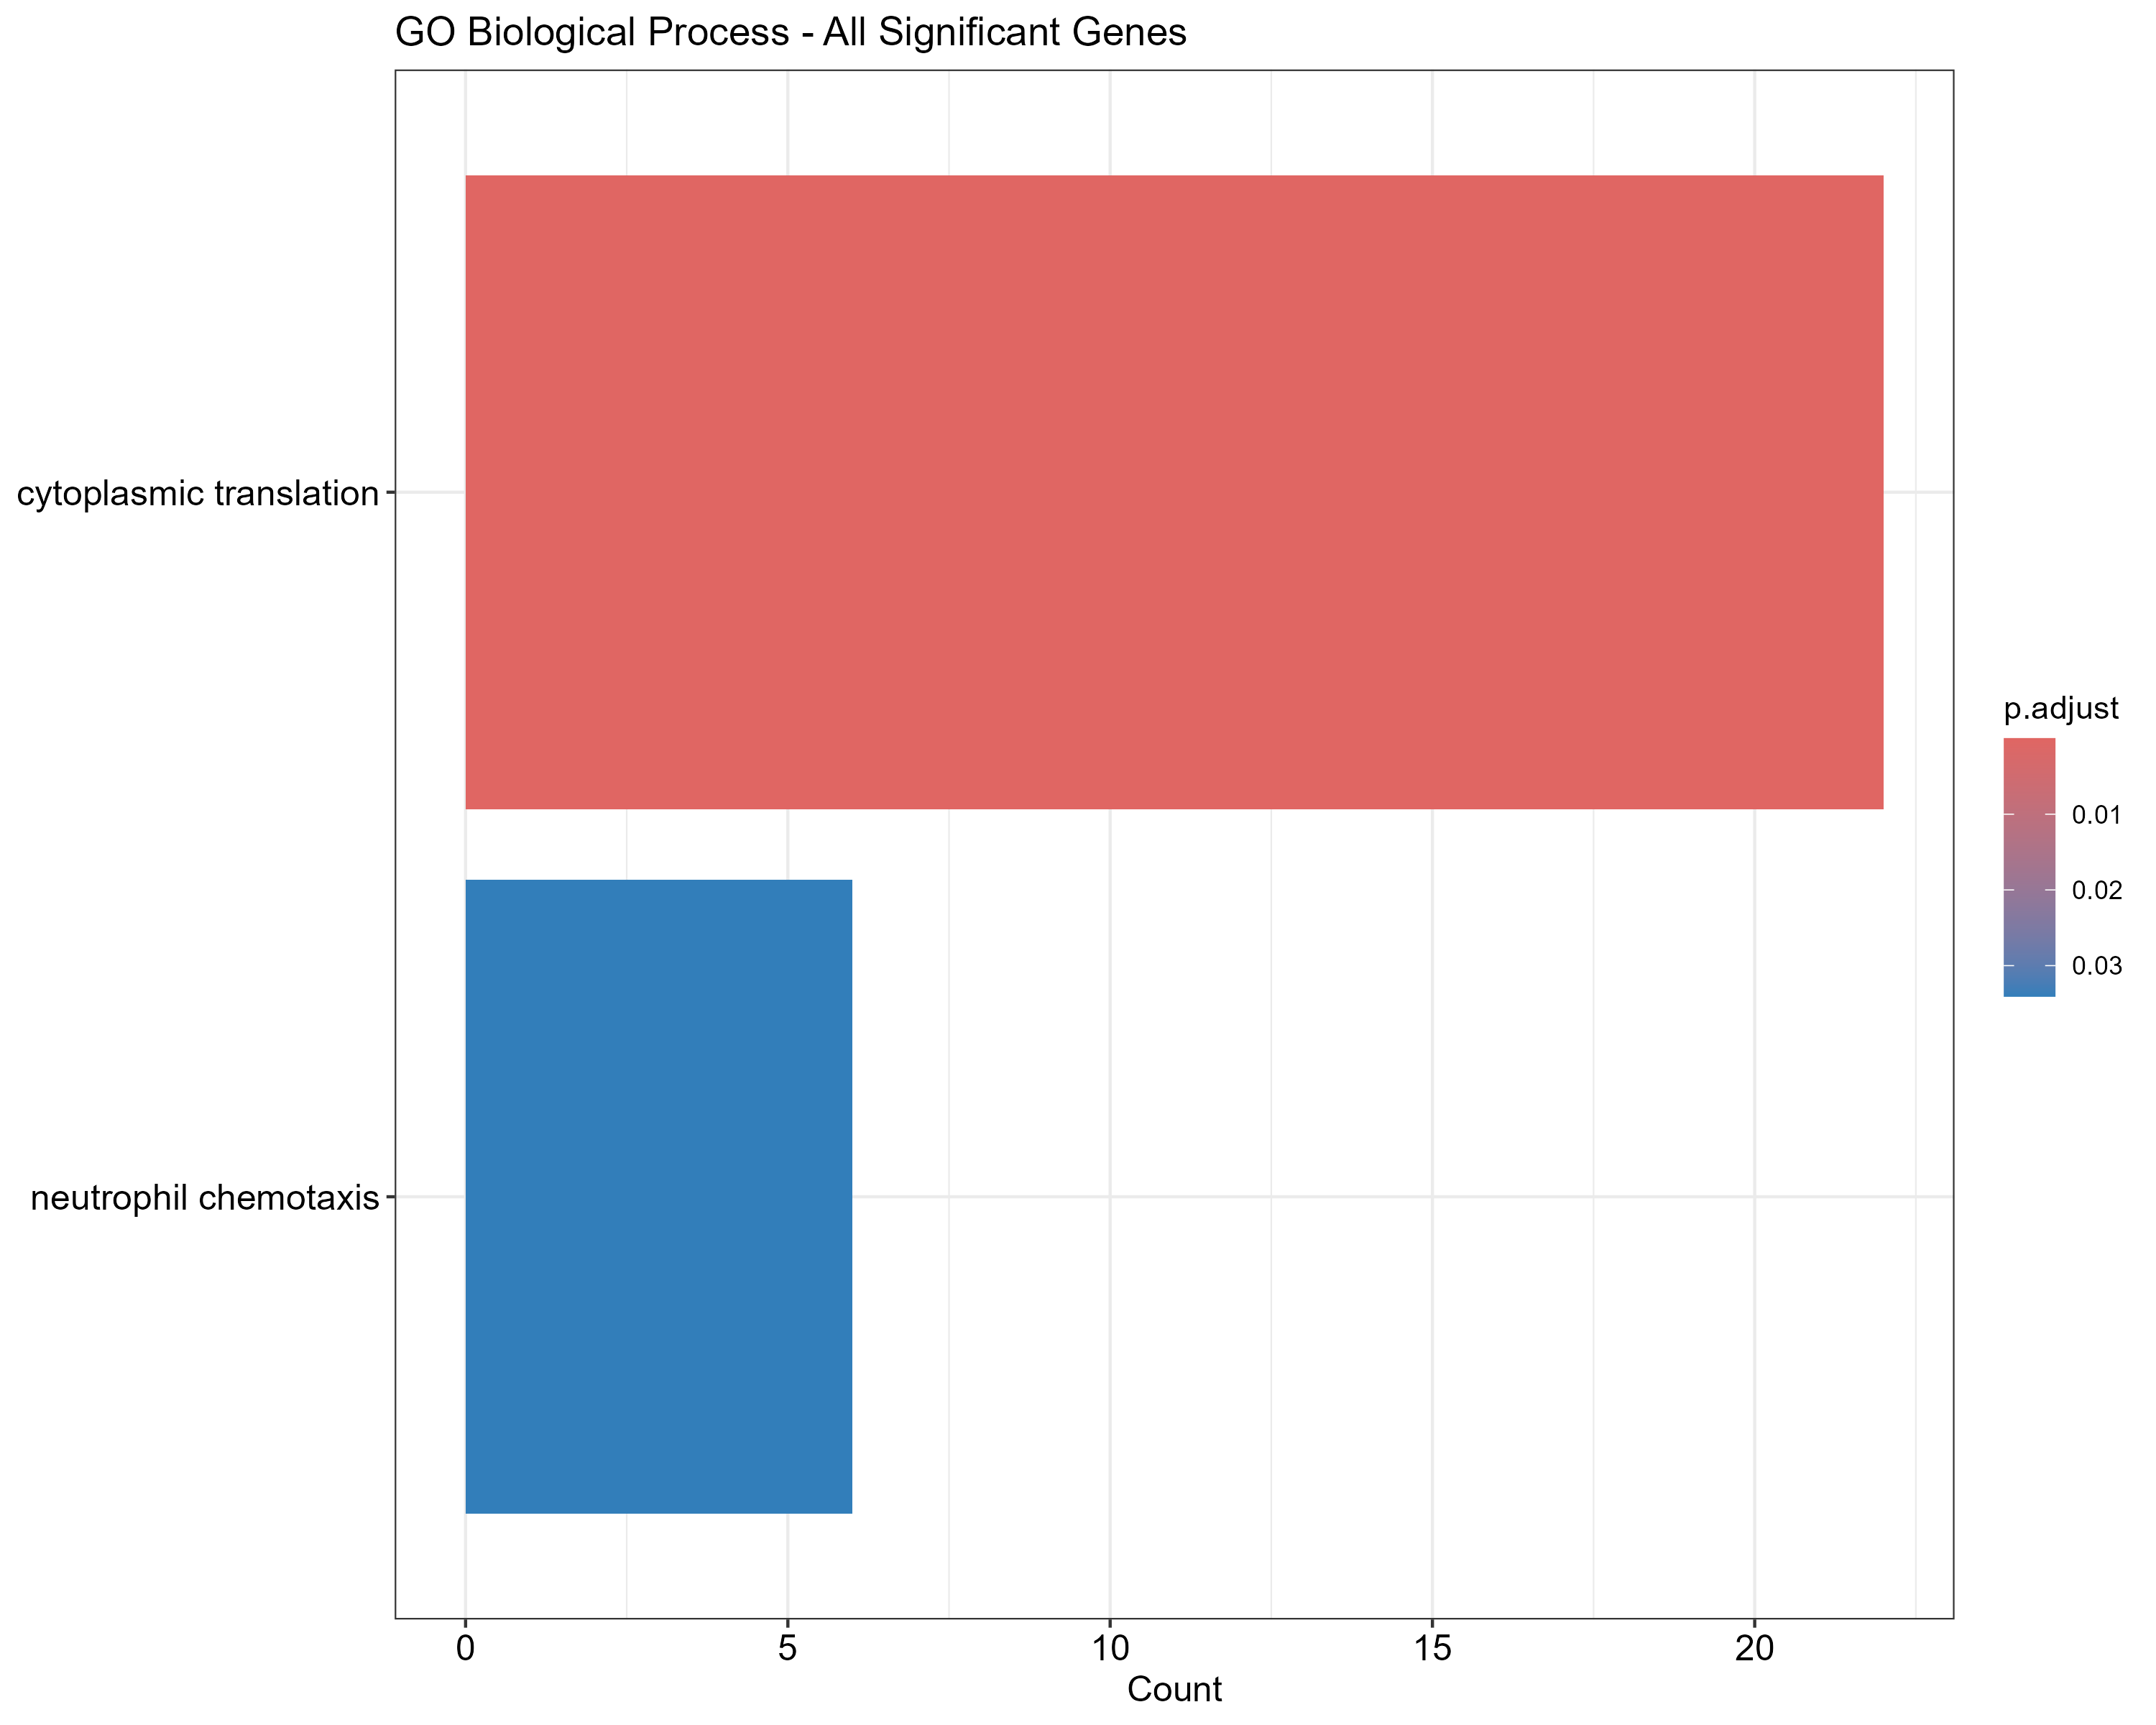 GO Biological Process - All Significant Genes
cytoplasmic translation
neutrophil chemotaxis
p.adjust
0.01
0.02
0.03
0 5 10 15 20
Count